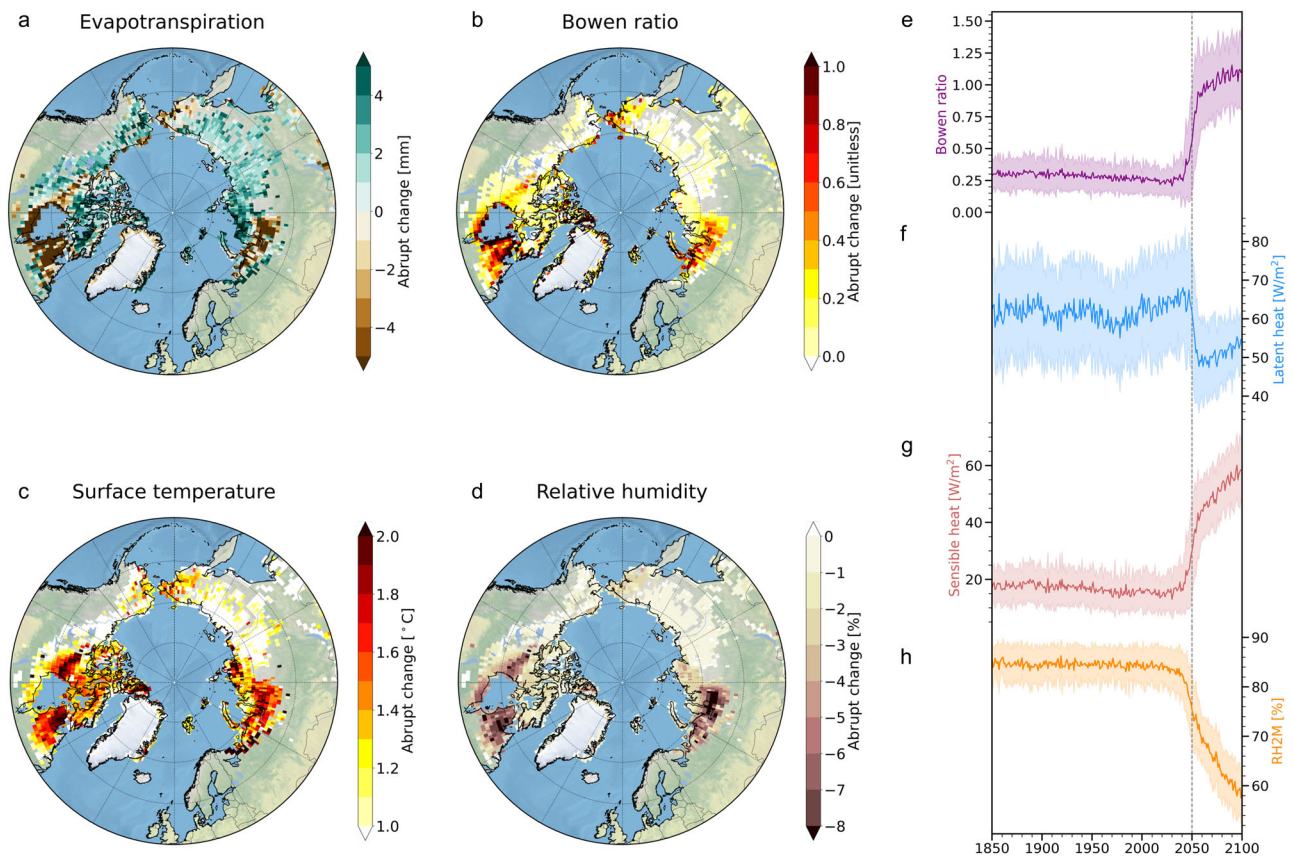 a Evapotranspiration
4
2
0
−2
−4
Abrupt change [mm]
b Bowen ratio
1.0
0.8
0.6
0.4
0.2
0.0
Abrupt change [unitless]
c Surface temperature
2.0
1.8
1.6
1.4
1.2
1.0
Abrupt change [ °C]
d Relative humidity
0
−1
−2
−3
−4
−5
−6
−7
−8
Abrupt change [%]
e
1.50
1.25
1.00
0.75
0.50
0.25
0.00
Bowen ratio
f
80
70
60
50
40
Latent heat [W/m²]
g
60
40
20
Sensible heat [W/m²]
h
90
80
70
60
RH2M [%]
1850 1900 1950 2000 2050 2100